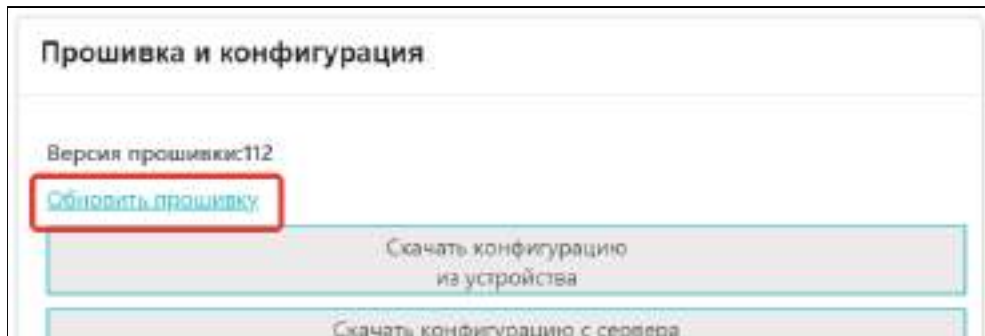 Прошивка и конфигурация
Версия прошивки:112
Обновить прошивку
Скачать конфигурацию
из устройства
Скачать конфигурацию с сервера